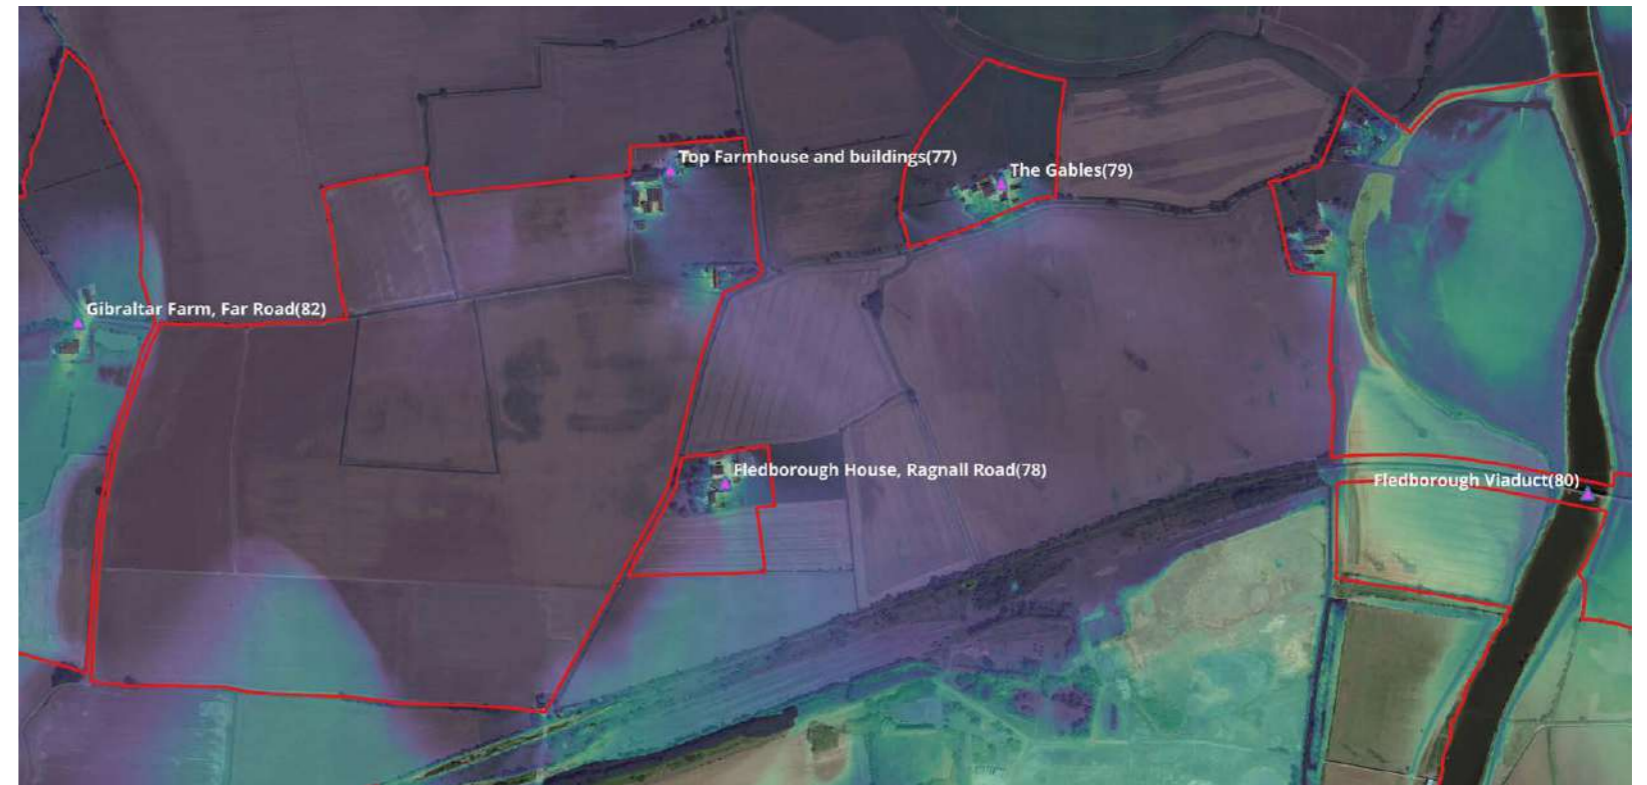 Top Farmhouse and buildings(77)
The Gables(79)
Gibraltar Farm, Far Road(82)
Fledborough House, Ragnall Road(78)
Fledborough Viaduct(80)